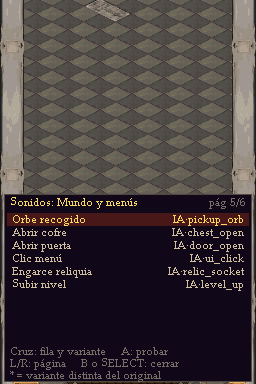 Sonidos: Mundo y menús pág 5/6
Orbe recogido IA·pickup_orb
Abrir cofre IA·chest_open
Abrir puerta IA·door_open
Clic menú IA·ui_click
Engarce reliquia IA·relic_socket
Subir nivel IA·level_up
Cruz: fila y variante A: probar
L/R: página B o SELECT: cerrar
* = variante distinta del original